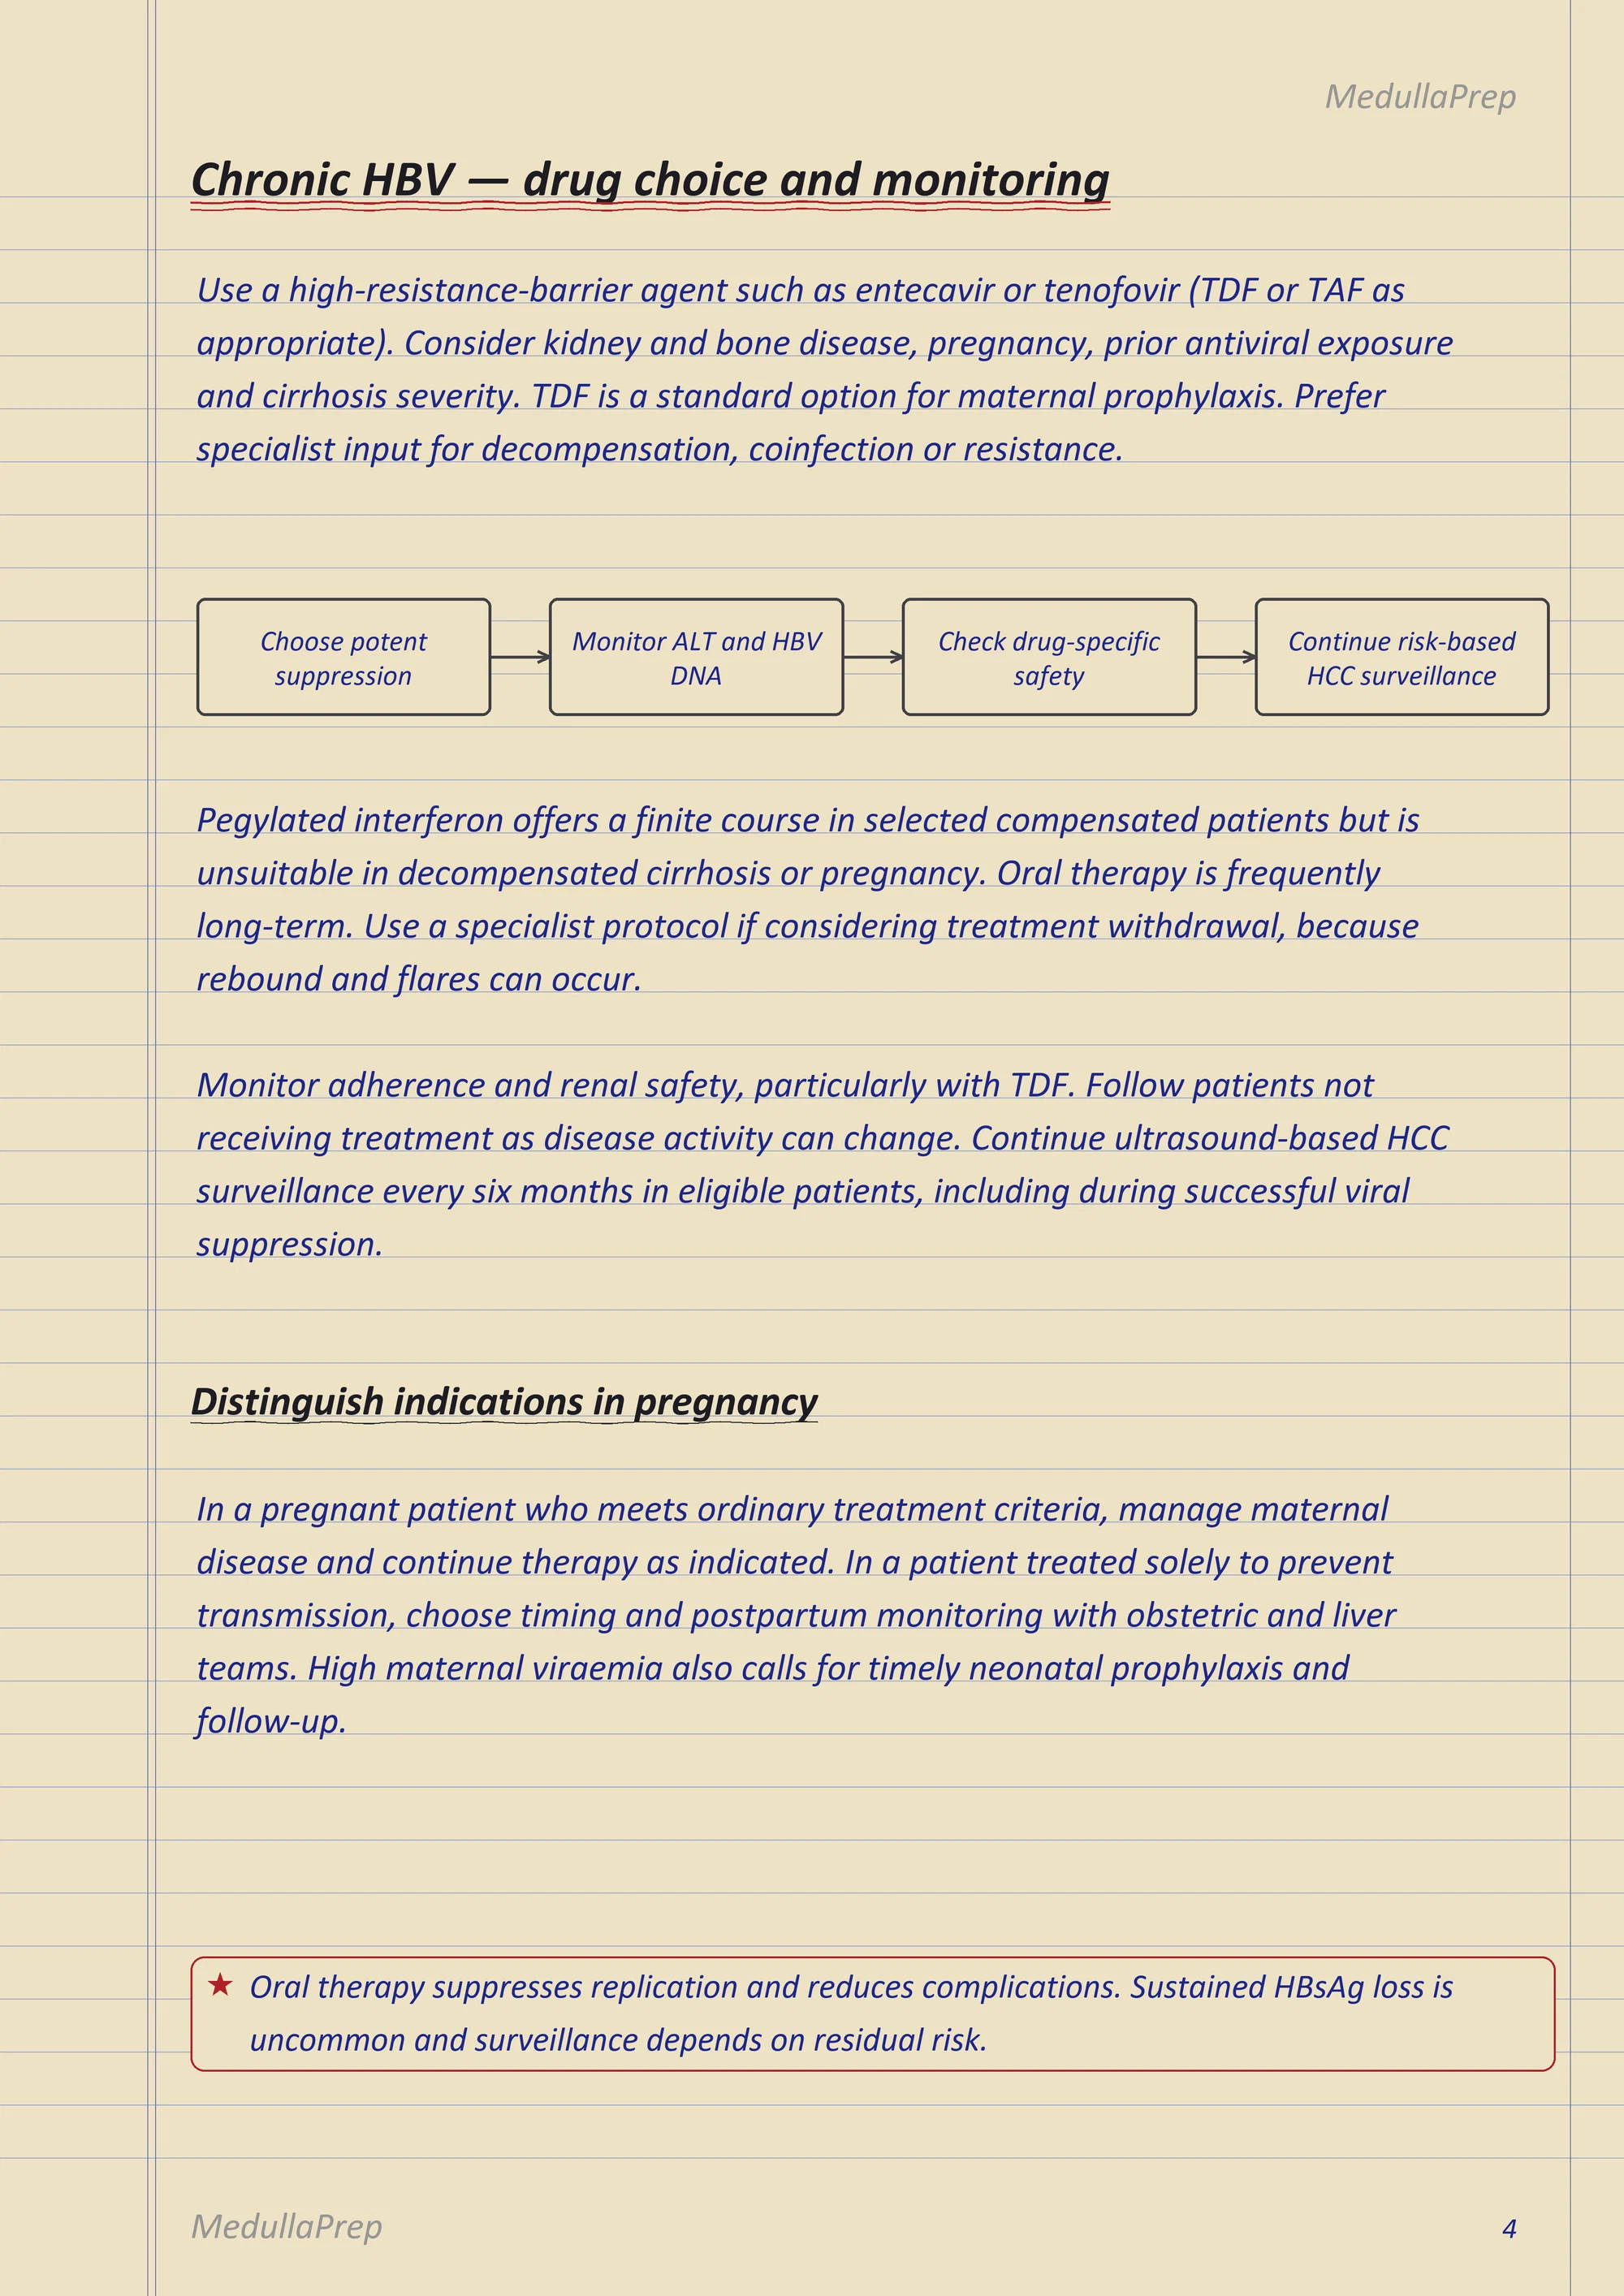 MedullaPrep
Chronic HBV — drug choice and monitoring
Use a high-resistance-barrier agent such as entecavir or tenofovir (TDF or TAF as
appropriate). Consider kidney and bone disease, pregnancy, prior antiviral exposure
and cirrhosis severity. TDF is a standard option for maternal prophylaxis. Prefer
specialist input for decompensation, coinfection or resistance.
Choose potent
suppression
Monitor ALT and HBV
DNA
Check drug-specific
safety
Continue risk-based
HCC surveillance
Pegylated interferon offers a finite course in selected compensated patients but is
unsuitable in decompensated cirrhosis or pregnancy. Oral therapy is frequently
long-term. Use a specialist protocol if considering treatment withdrawal, because
rebound and flares can occur.
Monitor adherence and renal safety, particularly with TDF. Follow patients not
receiving treatment as disease activity can change. Continue ultrasound-based HCC
surveillance every six months in eligible patients, including during successful viral
suppression.
Distinguish indications in pregnancy
In a pregnant patient who meets ordinary treatment criteria, manage maternal
disease and continue therapy as indicated. In a patient treated solely to prevent
transmission, choose timing and postpartum monitoring with obstetric and liver
teams. High maternal viraemia also calls for timely neonatal prophylaxis and
follow-up.
★ Oral therapy suppresses replication and reduces complications. Sustained HBsAg loss is
uncommon and surveillance depends on residual risk.
MedullaPrep
4